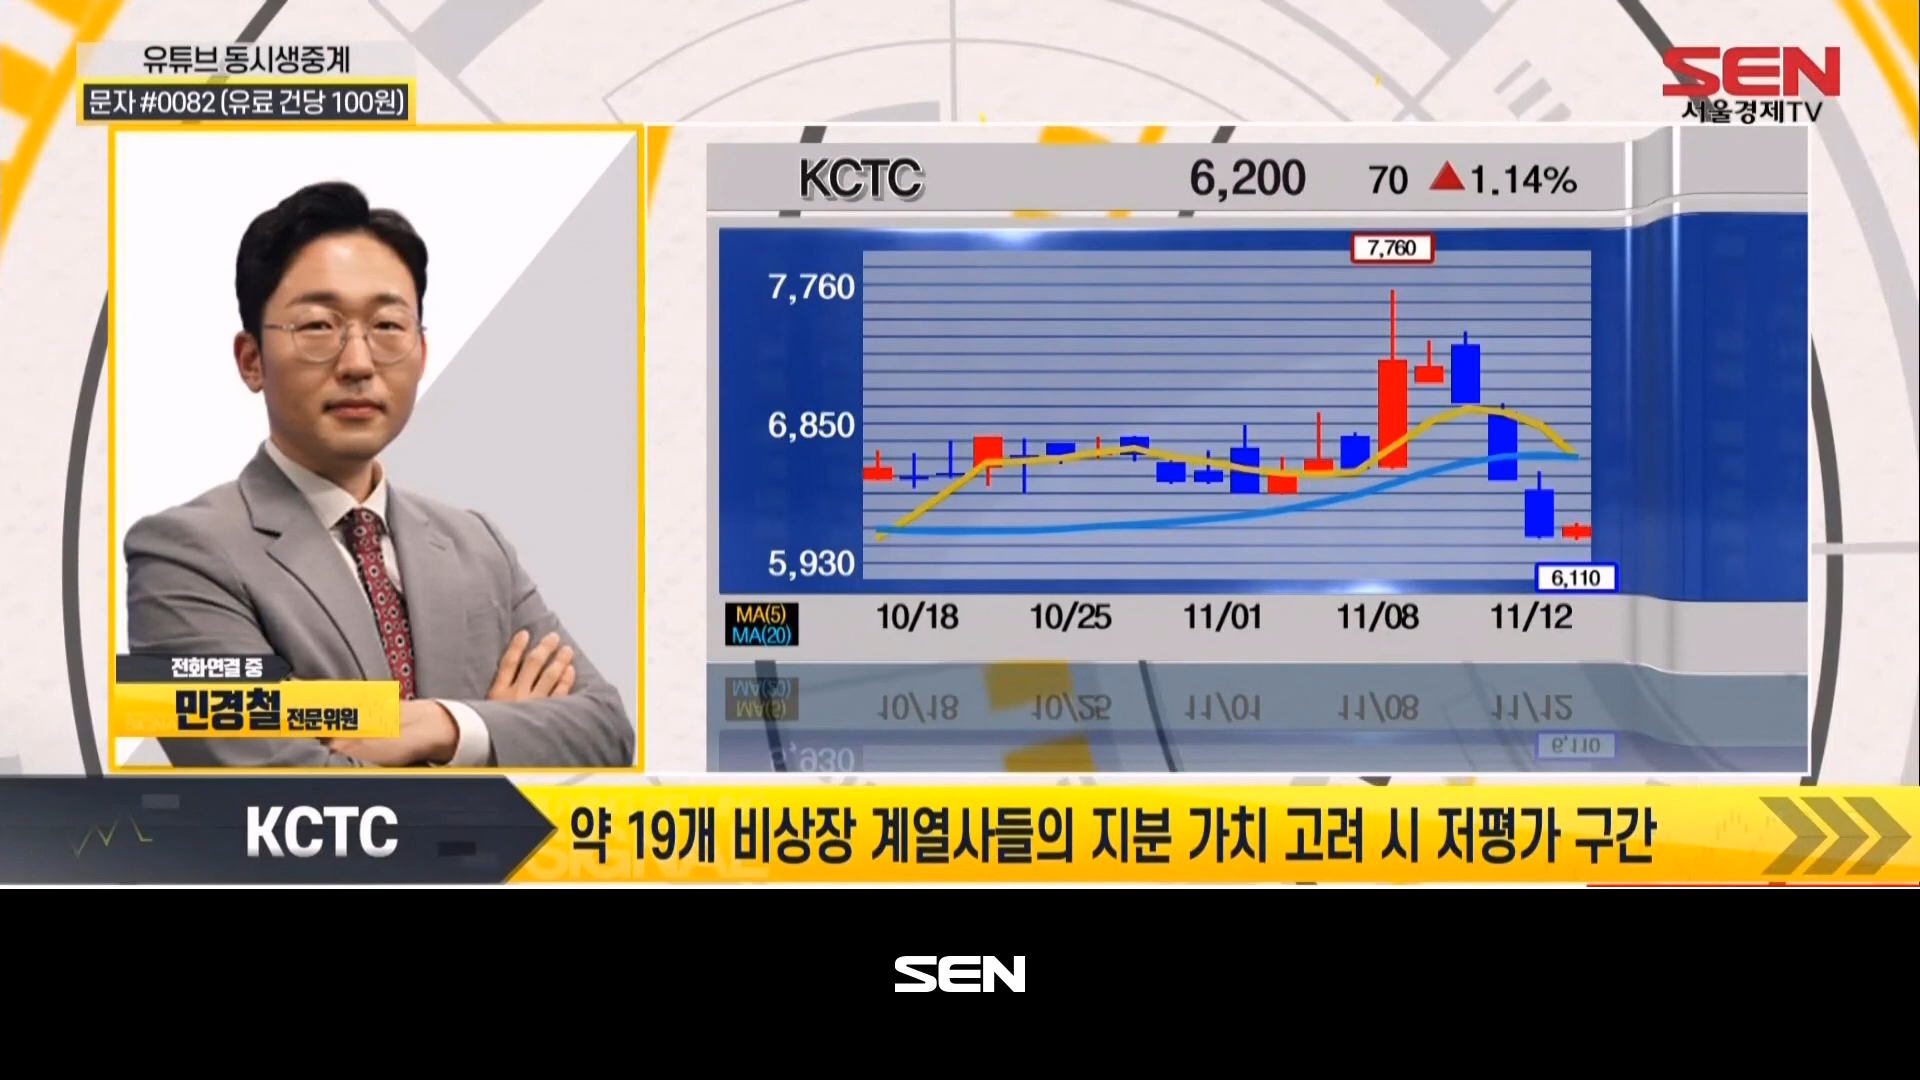 유튜브 동시생중계
문자 #0082 (유료 건당 100원)
SEN
서울경제TV
KCTC 6,200 70 ▲1.14%
7,760
7,760
6,850
5,930
6,110
10/18 10/25 11/01 11/08 11/12
MA(5)
MA(20)
전화연결 중
민경철 전문위원
KCTC
약 19개 비상장 계열사들의 지분 가치 고려 시 저평가 구간
SEN